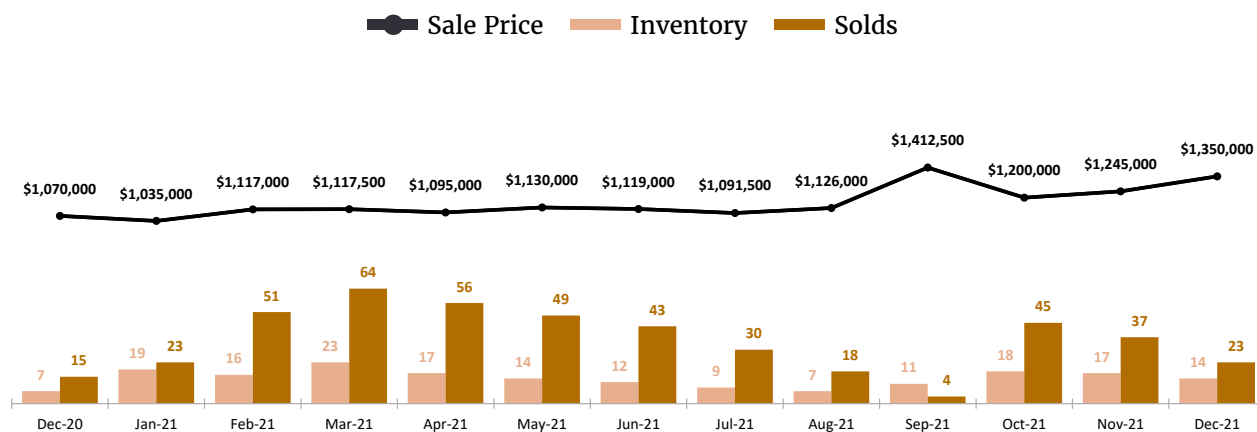 Sale Price Inventory Solds
$1,070,000 $1,035,000 $1,117,000 $1,117,500 $1,095,000 $1,130,000 $1,119,000 $1,091,500 $1,126,000 $1,412,500 $1,200,000 $1,245,000 $1,350,000
7 15 19 23 16 51 23 64 17 56 14 49 12 43 9 30 7 18 11 4 18 45 17 37 14 23
Dec-20 Jan-21 Feb-21 Mar-21 Apr-21 May-21 Jun-21 Jul-21 Aug-21 Sep-21 Oct-21 Nov-21 Dec-21